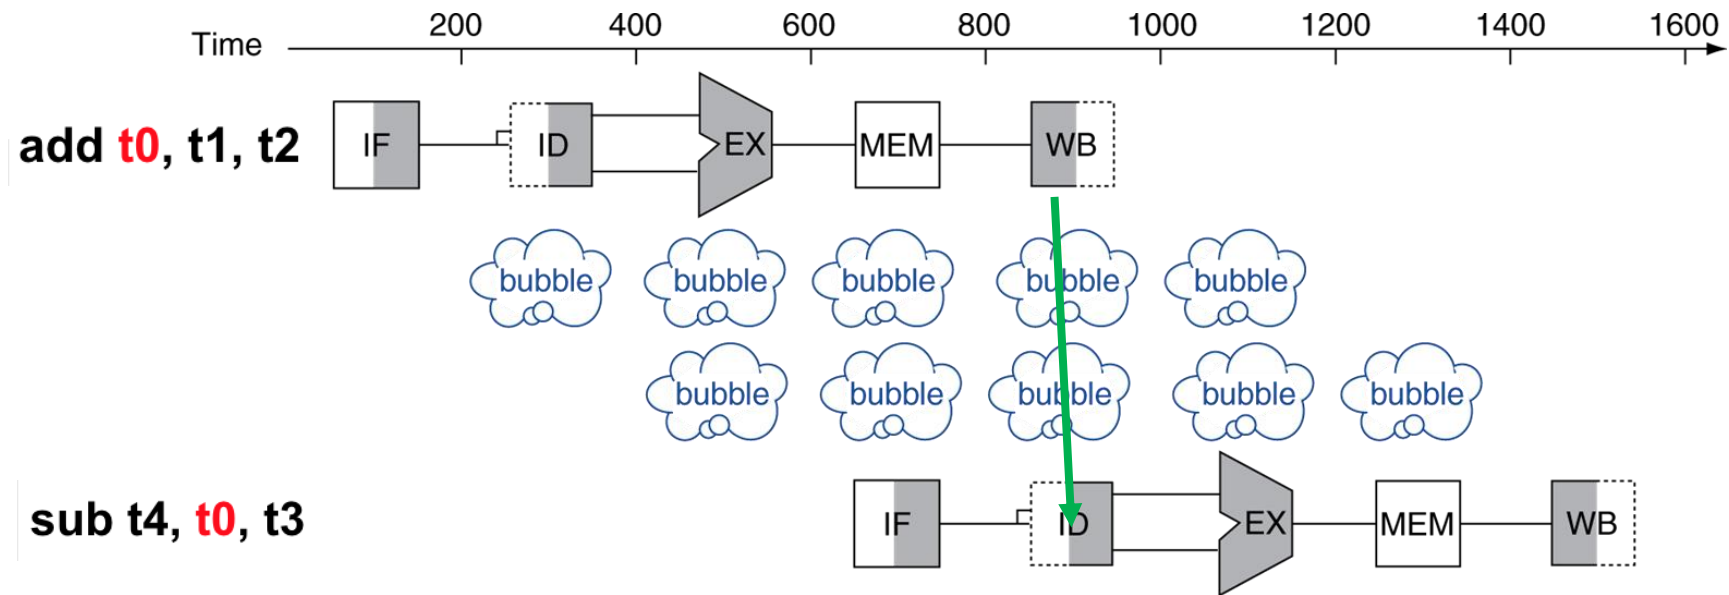 200 400 600 800 1000 1200 1400 1600
Time
add t0, t1, t2 IF ID EX MEM WB
bubble bubble bubble bubble bubble
bubble bubble bubble bubble bubble
sub t4, t0, t3 IF ID EX MEM WB